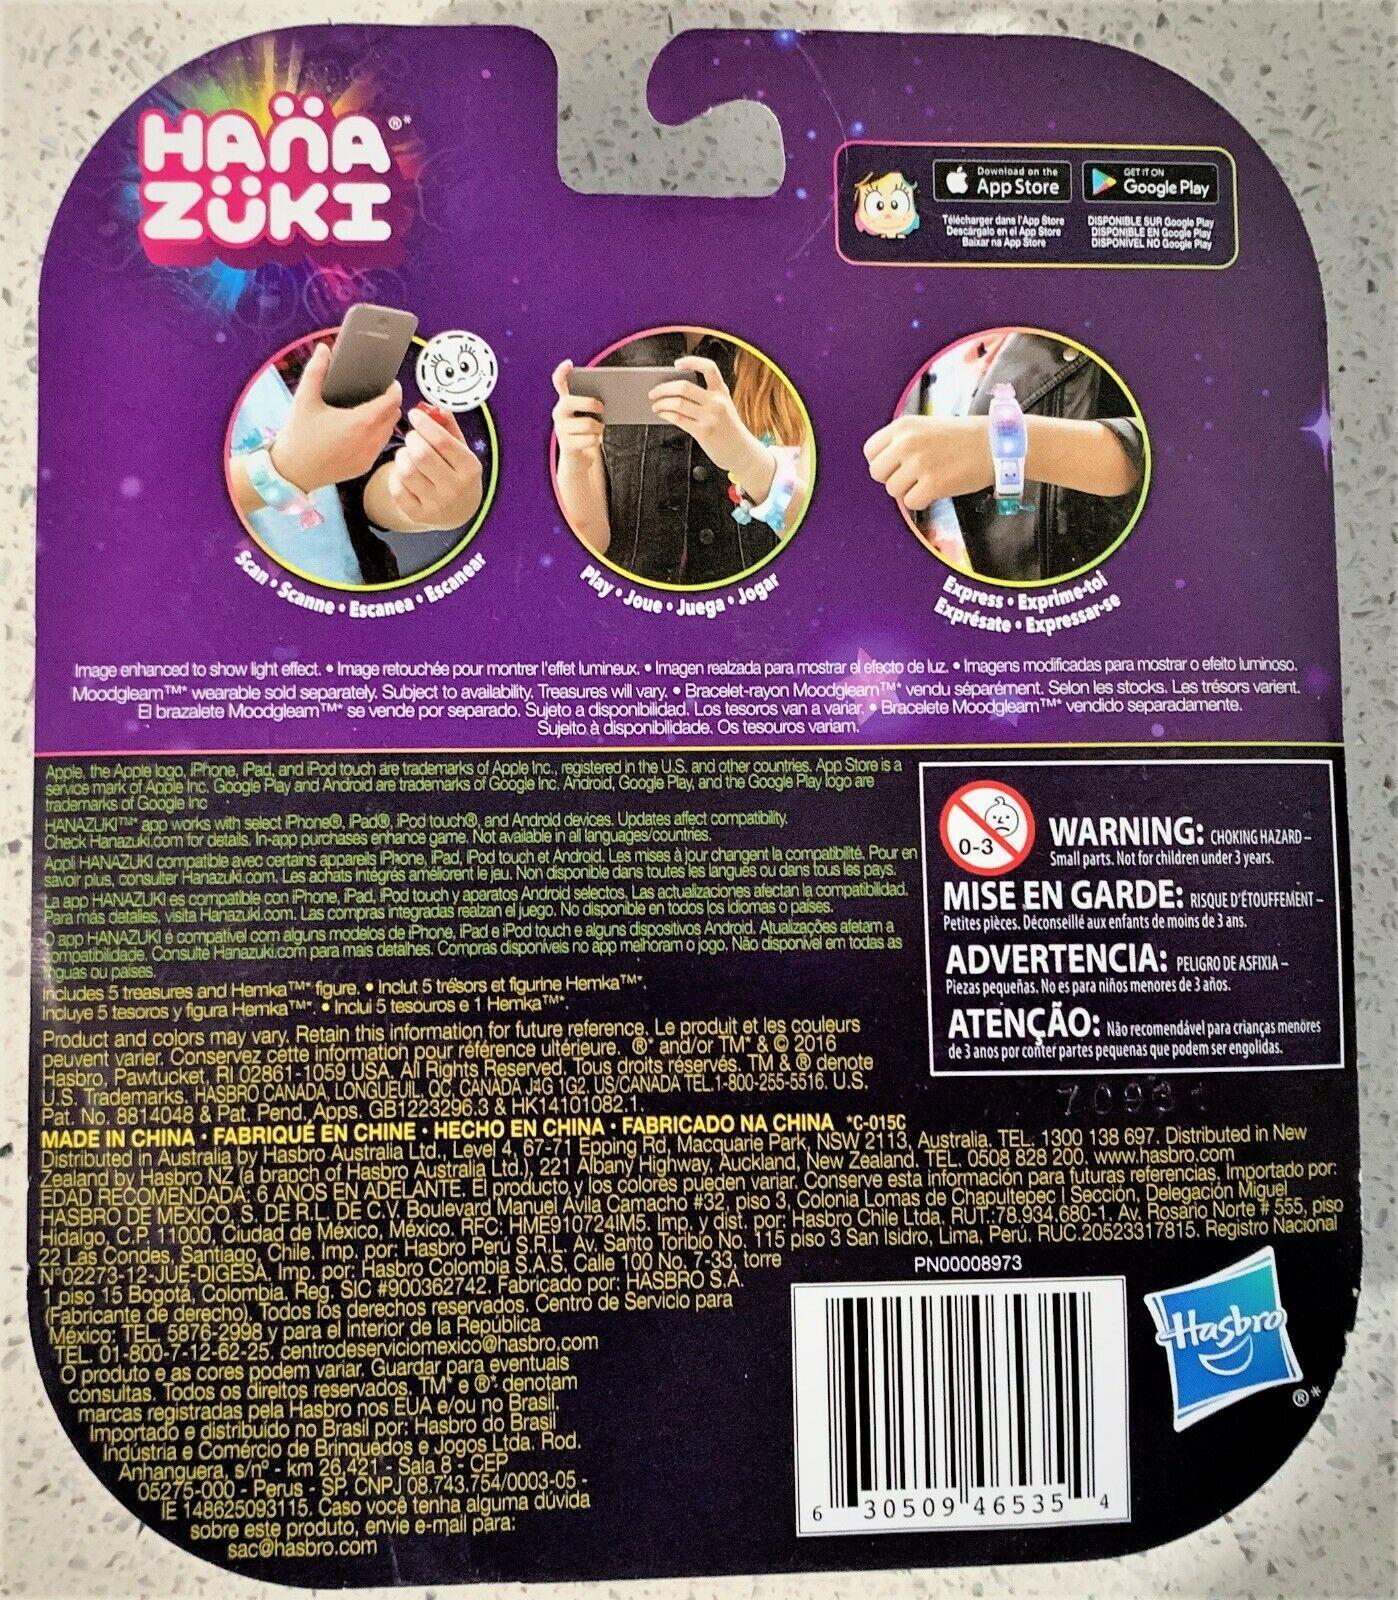 HANA
ZUKI
®*
Download on the
App Store
GET IT ON
Google Play
Télécharger dans l'App Store
Descárgalo en el App Store
Baixar na App Store
DISPONIBLE SUR Google Play
DISPONIBLE EN Google Play
DISPONÍVEL NO Google Play
Scan • Scanne • Escanea • Escanear
Play • Joue • Juega • Jogar
Express • Exprime-toi
Exprésate • Expressar-se
Image enhanced to show light effect. • Image retouchée pour montrer l'effet lumineux. • Imagen realzada para mostrar el efecto de luz. • Imagens modificadas para mostrar o efeito luminoso.
Moodgleam™* wearable sold separately. Subject to availability. Treasures will vary. • Bracelet-rayon Moodgleam™* vendu séparément. Selon les stocks. Les trésors varient.
El brazalete Moodgleam™* se vende por separado. Sujeto a disponibilidad. Los tesoros van a variar. • Bracelete Moodgleam™* vendido separadamente.
Sujeito à disponibilidade. Os tesouros variam.
Apple, the Apple logo, iPhone, iPad, and iPod touch are trademarks of Apple Inc., registered in the U.S. and other countries. App Store is a
service mark of Apple Inc. Google Play and Android are trademarks of Google Inc. Android, Google Play, and the Google Play logo are
trademarks of Google Inc
HANAZUKI™* app works with select iPhone®, iPad®, iPod touch®, and Android devices. Updates affect compatibility.
Check Hanazuki.com for details. In-app purchases enhance game. Not available in all languages/countries.
Appli HANAZUKI compatible avec certains appareils iPhone, iPad, iPod touch et Android. Les mises à jour changent la compatibilité. Pour en
savoir plus, consulter Hanazuki.com. Les achats intégrés améliorent le jeu. Non disponible dans toutes les langues ou dans tous les pays.
La app HANAZUKI es compatible con iPhone, iPad, iPod touch y aparatos Android selectos. Las actualizaciones afectan la compatibilidad.
Para más detalles, visita Hanazuki.com. Las compras integradas realzan el juego. No disponible en todos los idiomas o países.
O app HANAZUKI é compatível com alguns modelos de iPhone, iPad e iPod touch e alguns dispositivos Android. Atualizações afetam a
compatibilidade. Consulte Hanazuki.com para mais detalhes. Compras disponíveis no app melhoram o jogo. Não disponível em todas as
línguas ou países.
Includes 5 treasures and Hemka™* figure. • Inclut 5 trésors et figurine Hemka™*.
Incluye 5 tesoros y figura Hemka™*. • Inclui 5 tesouros e 1 Hemka™*.
Product and colors may vary. Retain this information for future reference. Le produit et les couleurs
peuvent varier. Conservez cette information pour référence ultérieure. ®* and/or TM* & © 2016
Hasbro, Pawtucket, RI 02861-1059 USA. All Rights Reserved. Tous droits réservés. TM & ® denote
U.S. Trademarks. HASBRO CANADA, LONGUEUIL, QC, CANADA J4G 1G2. US/CANADA TEL.1-800-255-5516. U.S.
Pat. No. 8814048 & Pat. Pend. Apps. GB1223296.3 & HK14101082.1.
MADE IN CHINA · FABRIQUÉ EN CHINE · HECHO EN CHINA · FABRICADO NA CHINA *C-015C
0-3
WARNING: CHOKING HAZARD –
Small parts. Not for children under 3 years.
MISE EN GARDE: RISQUE D'ÉTOUFFEMENT –
Petites pièces. Déconseillé aux enfants de moins de 3 ans.
ADVERTENCIA: PELIGRO DE ASFIXIA –
Piezas pequeñas. No es para niños menores de 3 años.
ATENÇÃO: Não recomendável para crianças menores
de 3 anos por conter partes pequenas que podem ser engolidas.
Distributed in Australia by Hasbro Australia Ltd., Level 4, 67-71 Epping Rd, Macquarie Park, NSW 2113, Australia. TEL: 1300 138 697. Distributed in New
Zealand by Hasbro NZ (a branch of Hasbro Australia Ltd.), 221 Albany Highway, Auckland, New Zealand. TEL. 0508 828 200. www.hasbro.com
EDAD RECOMENDADA: 6 AÑOS EN ADELANTE. El producto y los colores pueden variar. Conserve esta información para futuras referencias. Importado por:
HASBRO DE MÉXICO, S. DE R.L. DE C.V. Boulevard Manuel Ávila Camacho #32, piso 3, Colonia Lomas de Chapultepec I Sección, Delegación Miguel
Hidalgo, C.P. 11000, Ciudad de México, México. RFC: HME910724IM5. Imp. y dist. por: Hasbro Chile Ltda. RUT.:78.934.680-1. Av. Rosario Norte # 555, piso
22 Las Condes, Santiago, Chile. Imp. por: Hasbro Perú S.R.L. Av. Santo Toribio No. 115 piso 3 San Isidro, Lima, Perú. RUC.20523317815. Registro Nacional
N°02273-12-JUE-DIGESA. Imp. por: Hasbro Colombia S.A.S. Calle 100 No. 7-33, torre
1 piso 15 Bogotá, Colombia. Reg. SIC #900362742. Fabricado por: HASBRO S.A.
(Fabricante de derecho). Todos los derechos reservados. Centro de Servicio para
México: TEL. 5876-2998 y para el interior de la República
TEL. 01-800-7-12-62-25. centrodeserviciomexico@hasbro.com
O produto e as cores podem variar. Guardar para eventuais
consultas. Todos os direitos reservados. TM* e ®* denotam
marcas registradas pela Hasbro nos EUA e/ou no Brasil.
Importado e distribuído no Brasil por: Hasbro do Brasil
Indústria e Comércio de Brinquedos e Jogos Ltda. Rod.
Anhanguera, s/nº - km 26,421 - Sala 8 - CEP
05275-000 - Perus - SP. CNPJ 08.743.754/0003-05 -
IE 148625093115. Caso você tenha alguma dúvida
sobre este produto, envie e-mail para:
sac@hasbro.com
PN00008973
6 30509 46535 4
Hasbro
®*